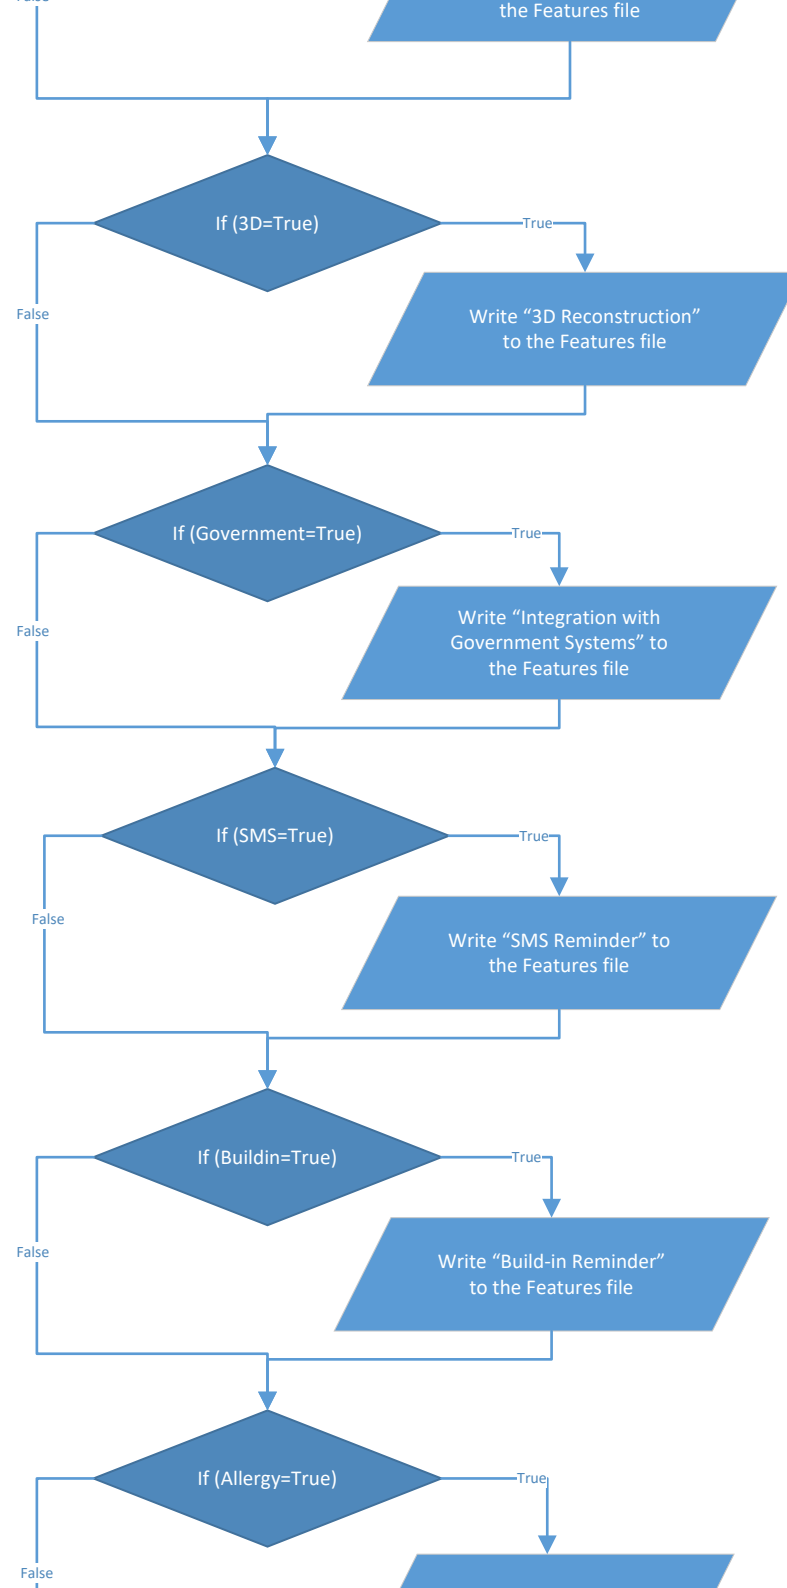 the Features file
If (3D=True)
True
False
Write “3D Reconstruction”
to the Features file
If (Government=True)
True
False
Write “Integration with
Government Systems” to
the Features file
If (SMS=True)
True
False
Write “SMS Reminder” to
the Features file
If (Buildin=True)
True
False
Write “Build-in Reminder”
to the Features file
If (Allergy=True)
True
False